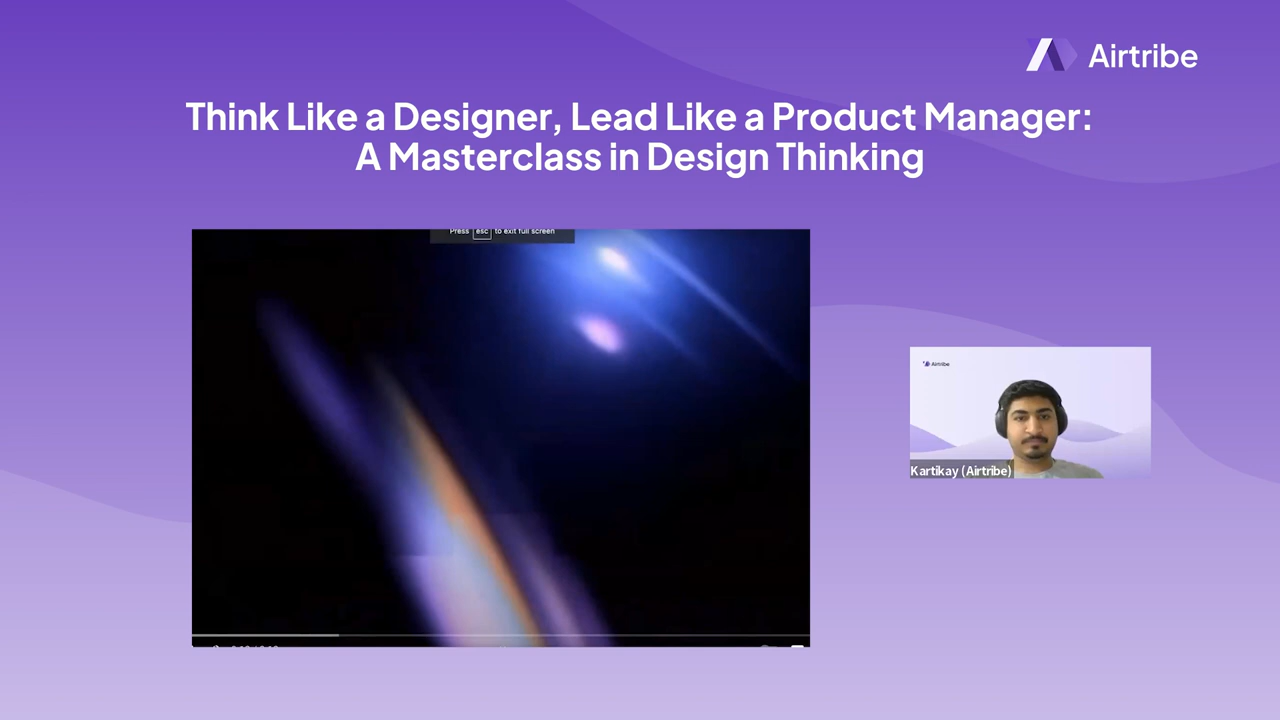 Airtribe
Think Like a Designer, Lead Like a Product Manager:
A Masterclass in Design Thinking
Press esc to exit full screen
Airtribe
Kartikay (Airtribe)